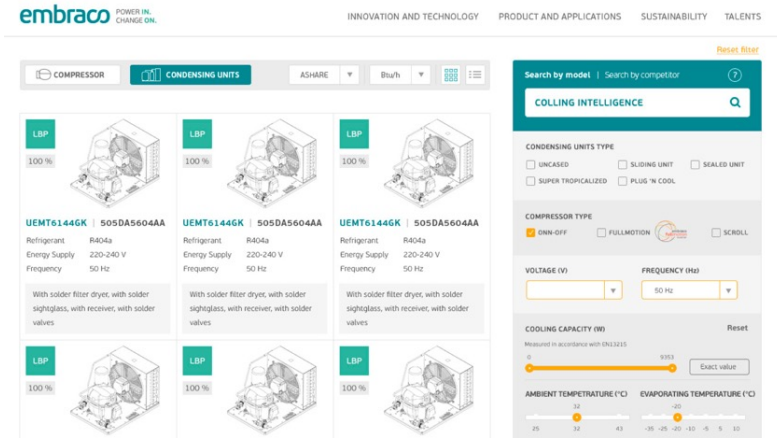 embraco POWER IN. CHANGE ON.
INNOVATION AND TECHNOLOGY PRODUCT AND APPLICATIONS SUSTAINABILITY TALENTS
Reset filter
COMPRESSOR CONDENSING UNITS ASHARE Btu/h
LBP LBP LBP
100 % 100 % 100 %
UEMT6144GK | 505DA5604AA UEMT6144GK | 505DA5604AA UEMT6144GK | 505DA5604AA
Refrigerant R404a Refrigerant R404a Refrigerant R404a
Energy Supply 220-240 V Energy Supply 220-240 V Energy Supply 220-240 V
Frequency 50 Hz Frequency 50 Hz Frequency 50 Hz
With solder filter dryer, with solder With solder filter dryer, with solder With solder filter dryer, with solder
sightglass, with receiver, with solder sightglass, with receiver, with solder sightglass, with receiver, with solder
valves valves valves
LBP LBP LBP
100 % 100 % 100 %
Search by model | Search by competitor ?
COLLING INTELLIGENCE
CONDENSING UNITS TYPE
UNCASED SLIDING UNIT SEALED UNIT
SUPER TROPICALIZED PLUG 'N COOL
COMPRESSOR TYPE
ONN-OFF FULLMOTION SCROLL
VOLTAGE (V) FREQUENCY (Hz)
50 Hz
COOLING CAPACITY (W) Reset
Measured in accordance with EN13215
0 9353
Exact value
AMBIENT TEMPETRATURE (°C) EVAPORATING TEMPERATURE (°C)
32 -20
25 32 43 -35 -25 -20 -10 -5 5 10